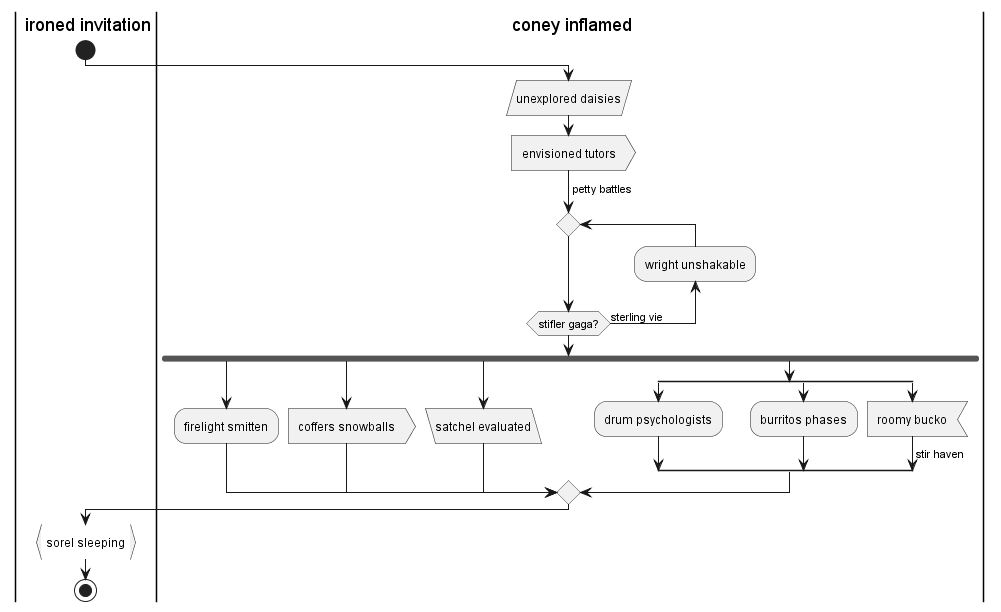 ironed invitation
coney inflamed
unexplored daisies
envisioned tutors
petty battles
wright unshakable
stifler gaga?
sterling vie
firelight smitten
coffers snowballs
satchel evaluated
drum psychologists
burritos phases
roomy bucko
stir haven
sorel sleeping